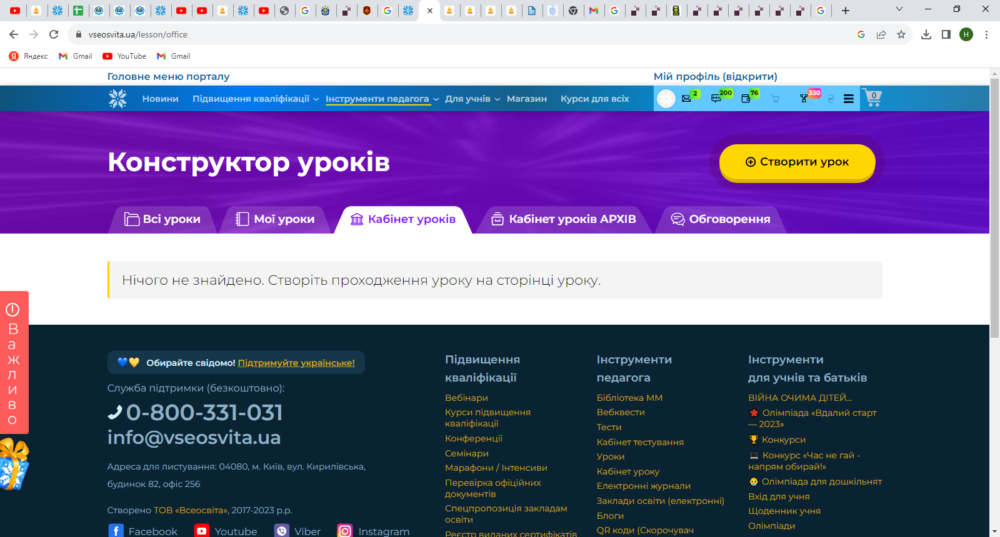 vseosvita.ua/lesson/office
H
Яндекс
Gmail
YouTube
Gmail
Головне меню порталу
Мій профіль (відкрити)
Новини
Підвищення кваліфікації
Інструменти педагога
Для учнів
Магазин
Курси для всіх
2
200
76
330
₴
0
Конструктор уроків
Створити урок
Всі уроки
Мої уроки
Кабінет уроків
Кабінет уроків АРХІВ
Обговорення
Нічого не знайдено. Створіть проходження уроку на сторінці уроку.
Важливо
Обирайте свідомо! Підтримуйте українське!
Служба підтримки (безкоштовно):
0-800-331-031
info@vseosvita.ua
Адреса для листування: 04080, м. Київ, вул. Кирилівська,
будинок 82, офіс 256
Створено ТОВ «Всеосвіта», 2017-2023 р.р.
Facebook
Youtube
Viber
Instagram
Підвищення
кваліфікації
Вебінари
Курси підвищення
кваліфікації
Конференції
Семінари
Марафони / Інтенсиви
Перевірка офіційних
документів
Спецпропозиція закладам
освіти
Реєстр виданих сертифікатів
Інструменти
педагога
Бібліотека ММ
Вебквести
Тести
Кабінет тестування
Уроки
Кабінет уроку
Електронні журнали
Заклади освіти (електронні)
Блоги
QR коди (Скорочувач
Інструменти
для учнів та батьків
ВІЙНА ОЧИМА ДІТЕЙ...
Олімпіада «Вдалий старт
— 2023»
Конкурси
Конкурс «Час не гай -
напрям обирай!»
Олімпіада для дошкільнят
Вхід для учня
Щоденник учня
Олімпіади